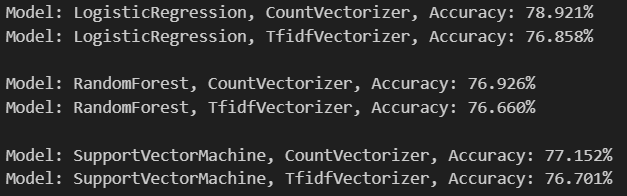 Model: LogisticRegression, CountVectorizer, Accuracy: 78.921%
Model: LogisticRegression, TfidfVectorizer, Accuracy: 76.858%
Model: RandomForest, CountVectorizer, Accuracy: 76.926%
Model: RandomForest, TfidfVectorizer, Accuracy: 76.660%
Model: SupportVectorMachine, CountVectorizer, Accuracy: 77.152%
Model: SupportVectorMachine, TfidfVectorizer, Accuracy: 76.701%